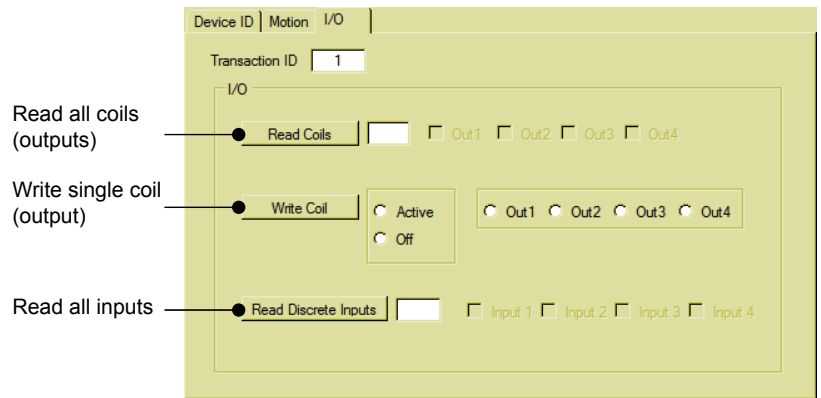 Device ID Motion I/O
Transaction ID 1
I/O
Read all coils
(outputs)
Read Coils Out1 Out2 Out3 Out4
Write single coil
(output)
Write Coil Active Out1 Out2 Out3 Out4
Off
Read all inputs
Read Discrete Inputs Input 1 Input 2 Input 3 Input 4